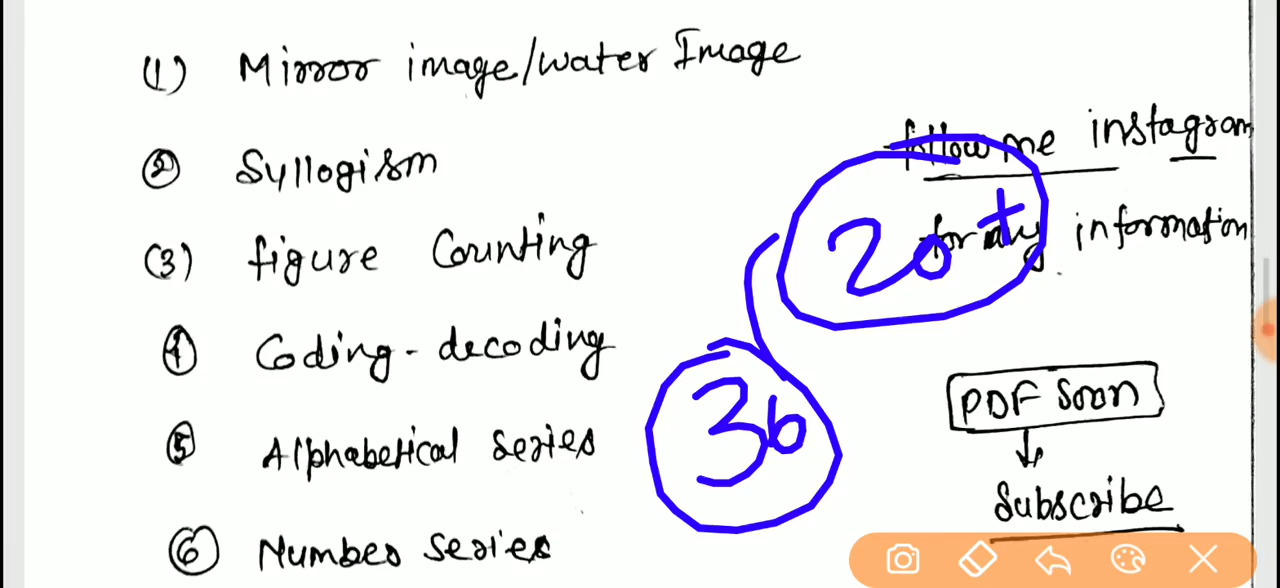 (1) Mirror image/water Image
② Syllogism
(3) figure Counting
④ Coding-decoding
⑤ Alphabetical series
⑥ Number series
follow me instagram
for any information
20+
30
PDF Soon
Subscribe